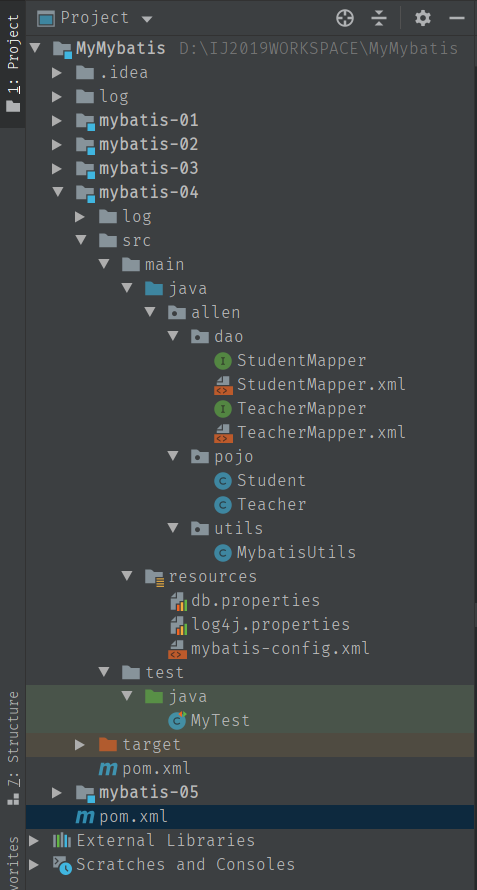 Project
MyMybatis D:\IJ2019WORKSPACE\MyMybatis
.idea
log
mybatis-01
mybatis-02
mybatis-03
mybatis-04
log
src
main
java
allen
dao
StudentMapper
StudentMapper.xml
TeacherMapper
TeacherMapper.xml
pojo
Student
Teacher
utils
MybatisUtils
resources
db.properties
log4j.properties
mybatis-config.xml
test
java
MyTest
target
pom.xml
mybatis-05
pom.xml
External Libraries
Scratches and Consoles
1: Project
Z: Structure
vorites